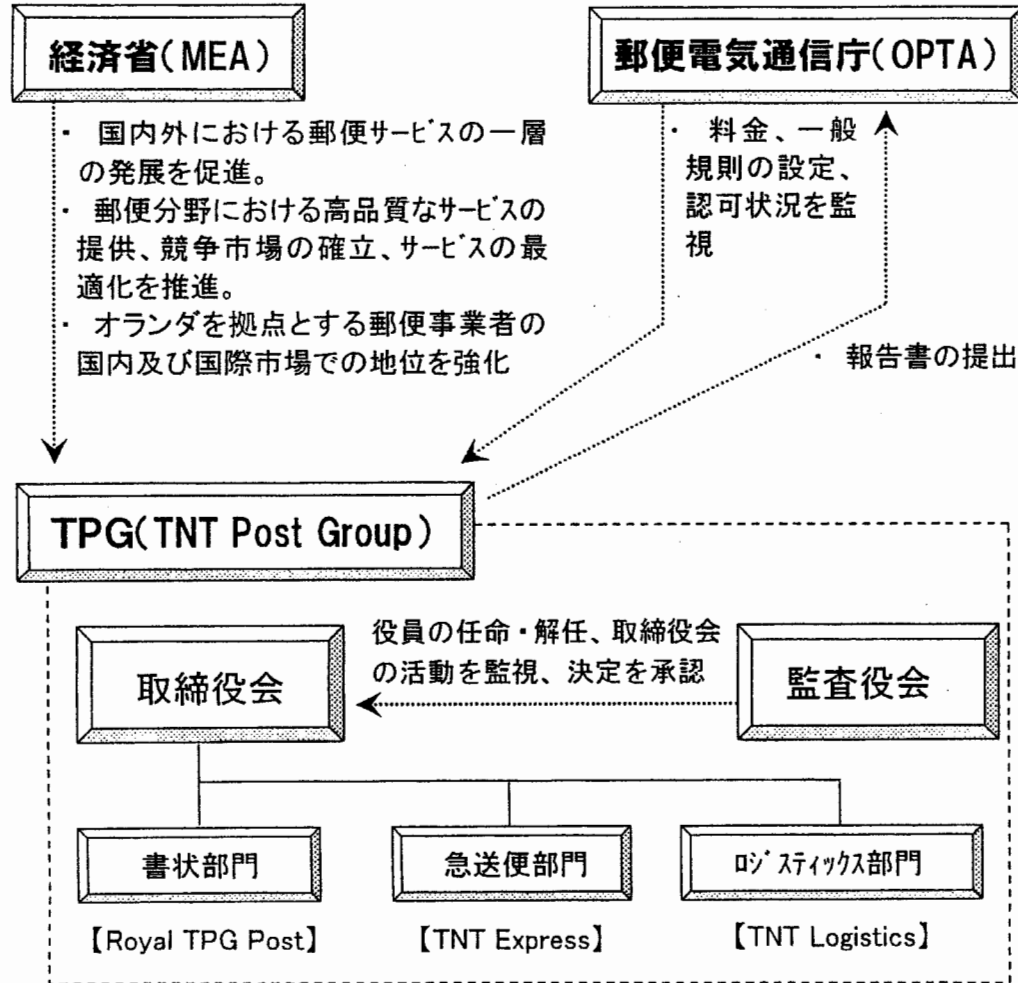 経済省(MEA)
郵便電気通信庁(OPTA)
・ 国内外における郵便サービスの一層
の発展を促進。
・ 郵便分野における高品質なサービスの
提供、競争市場の確立、サービスの最
適化を推進。
・ オランダを拠点とする郵便事業者の
国内及び国際市場での地位を強化
・ 料金、一般
規則の設定、
認可状況を監
視
・ 報告書の提出
TPG(TNT Post Group)
役員の任命・解任、取締役会
の活動を監視、決定を承認
取締役会
監査役会
書状部門
急送便部門
ロジスティックス部門
【Royal TPG Post】
【TNT Express】
【TNT Logistics】